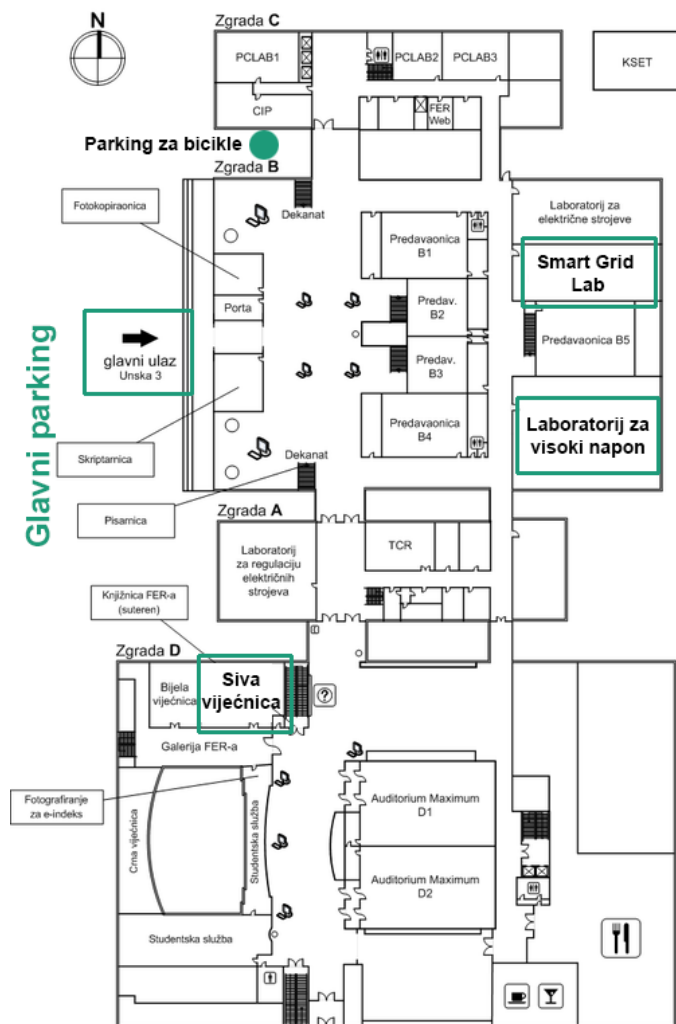 N
Zgrada C
PCLAB1
PCLAB2
PCLAB3
KSET
CIP
FER
Web
Parking za bicikle
Zgrada B
Fotokopiraonica
Dekanat
Laboratorij za
električne strojeve
Predavaonica
B1
Smart Grid
Lab
Porta
Predav.
B2
glavni ulaz
Unska 3
Predavaonica B5
Predav.
B3
Glavni parking
Predavaonica
B4
Laboratorij za
visoki napon
Skriptarnica
Dekanat
Pisarnica
Zgrada A
Laboratorij
za regulaciju
električnih
strojeva
TCR
Knjižnica FER-a
(suteren)
Zgrada D
Bijela
vijećnica
Siva
vijećnica
?
Galerija FER-a
Fotografiranje
za e-indeks
Crna vijećnica
Studentska služba
Auditorium Maximum
D1
Auditorium Maximum
D2
Studentska služba